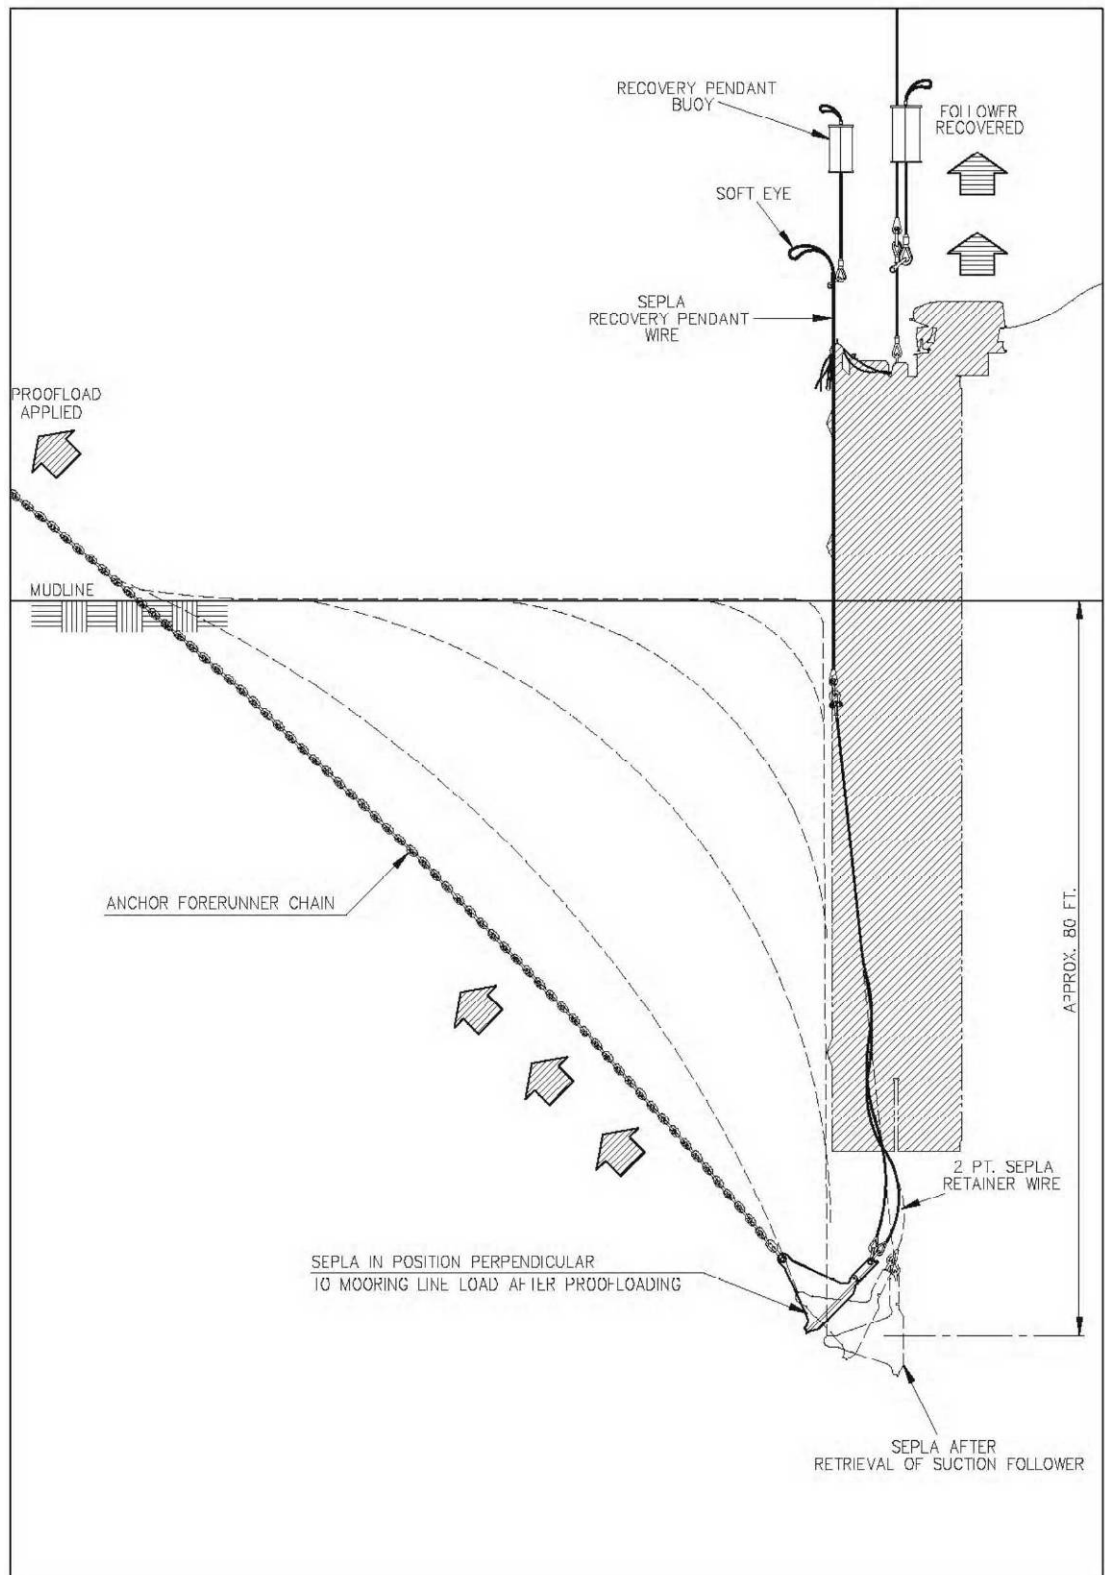 RECOVERY PENDANT
BUOY
FOLLOWER
RECOVERED
SOFT EYE
SEPLA
RECOVERY PENDANT
WIRE
PROOFLOAD
APPLIED
MUDLINE
ANCHOR FORERUNNER CHAIN
APPROX. 80 FT.
2 PT. SEPLA
RETAINER WIRE
SEPLA IN POSITION PERPENDICULAR
TO MOORING LINE LOAD AFTER PROOFLOADING
SEPLA AFTER
RETRIEVAL OF SUCTION FOLLOWER